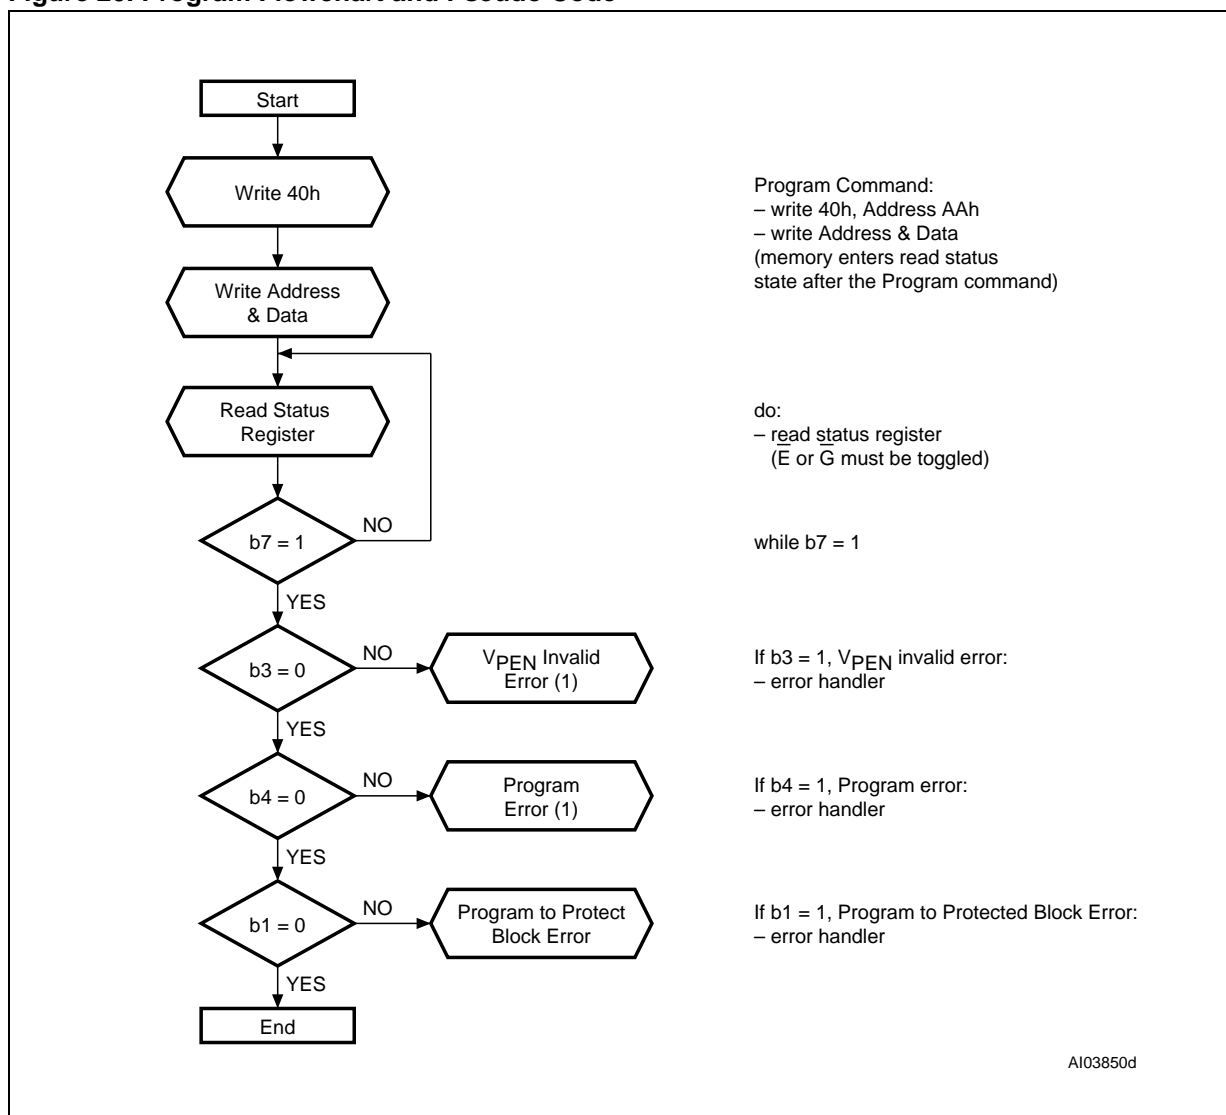 Start
Write 40h
Program Command:
– write 40h, Address AAh
– write Address & Data
(memory enters read status
state after the Program command)
Write Address
& Data
Read Status
Register
do:
– read status register
(E̅ or G̅ must be toggled)
NO
b7 = 1
while b7 = 1
YES
NO
b3 = 0
VPEN Invalid
Error (1)
If b3 = 1, VPEN invalid error:
– error handler
YES
NO
b4 = 0
Program
Error (1)
If b4 = 1, Program error:
– error handler
YES
NO
b1 = 0
Program to Protect
Block Error
If b1 = 1, Program to Protected Block Error:
– error handler
YES
End
AI03850d